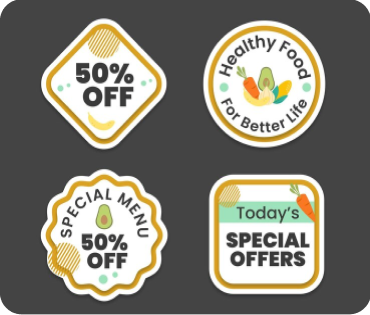 50%
OFF
Healthy Food
For Better Life
SPECIAL MENU
50%
OFF
Today's
SPECIAL
OFFERS